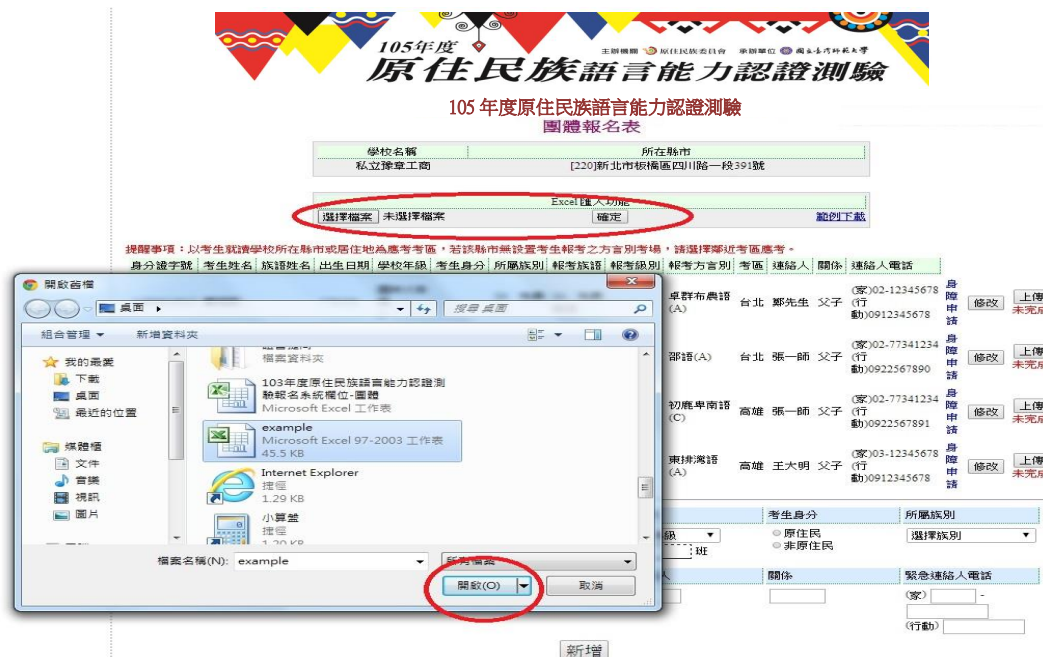 105年度
主辦機關 原住民族委員會 承辦單位 國立臺灣師範大學
原住民族語言能力認證測驗
105 年度原住民族語言能力認證測驗
團體報名表
學校名稱 所在縣市
私立豫章工商 [220]新北市板橋區四川路一段391號
Excel匯入功能
選擇檔案 未選擇檔案 確定 範例下載
提醒事項：以考生就讀學校所在縣市或居住地為應考考區，若該縣市無設置考生報考之方言別考場，請選擇鄰近考區應考。
身分證字號 考生姓名 族語姓名 出生日期 學校年級 考生身分 所屬族別 報考族語 報考級別 報考方言別 考區 連絡人 關係 連絡人電話
卓群布農語(A) 台北 鄭先生 父子 (家)02-12345678 (行動)0912345678 身障申請 修改 上傳 未完成
邵語(A) 台北 張一師 父子 (家)02-77341234 (行動)0922567890 身障申請 修改 上傳 未完成
初鹿卑南語(C) 高雄 張一師 父子 (家)02-77341234 (行動)0922567891 身障申請 修改 上傳 未完成
東排灣語(A) 高雄 王大明 父子 (家)03-12345678 (行動)0912345678 身障申請 修改 上傳 未完成
開啟舊檔
桌面
搜尋 桌面
組合管理 新增資料夾
我的最愛
下載
桌面
最近的位置
媒體櫃
文件
音樂
視訊
圖片
檔案資料夾
103年度原住民族語言能力認證測
驗報名系統欄位-團體
Microsoft Excel 工作表
example
Microsoft Excel 97-2003 工作表
45.5 KB
Internet Explorer
捷徑
1.29 KB
小算盤
捷徑
1.20 KB
檔案名稱(N): example 所有檔案
開啟(O) 取消
考生身分 所屬族別
級 原住民 選擇族別
班 非原住民
人 關係 緊急連絡人電話
(家) -
(行動)
新增